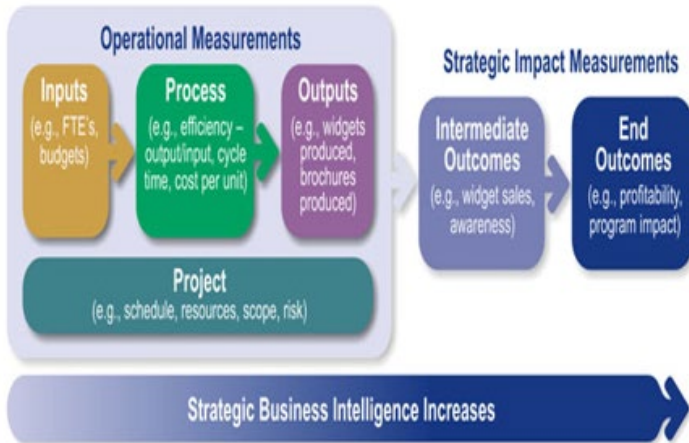 Operational Measurements
Inputs
(e.g., FTE's,
budgets)
Process
(e.g., efficiency –
output/input, cycle
time, cost per unit)
Outputs
(e.g., widgets
produced,
brochures
produced)
Project
(e.g., schedule, resources, scope, risk)
Strategic Impact Measurements
Intermediate
Outcomes
(e.g., widget sales,
awareness)
End
Outcomes
(e.g., profitability,
program impact)
Strategic Business Intelligence Increases